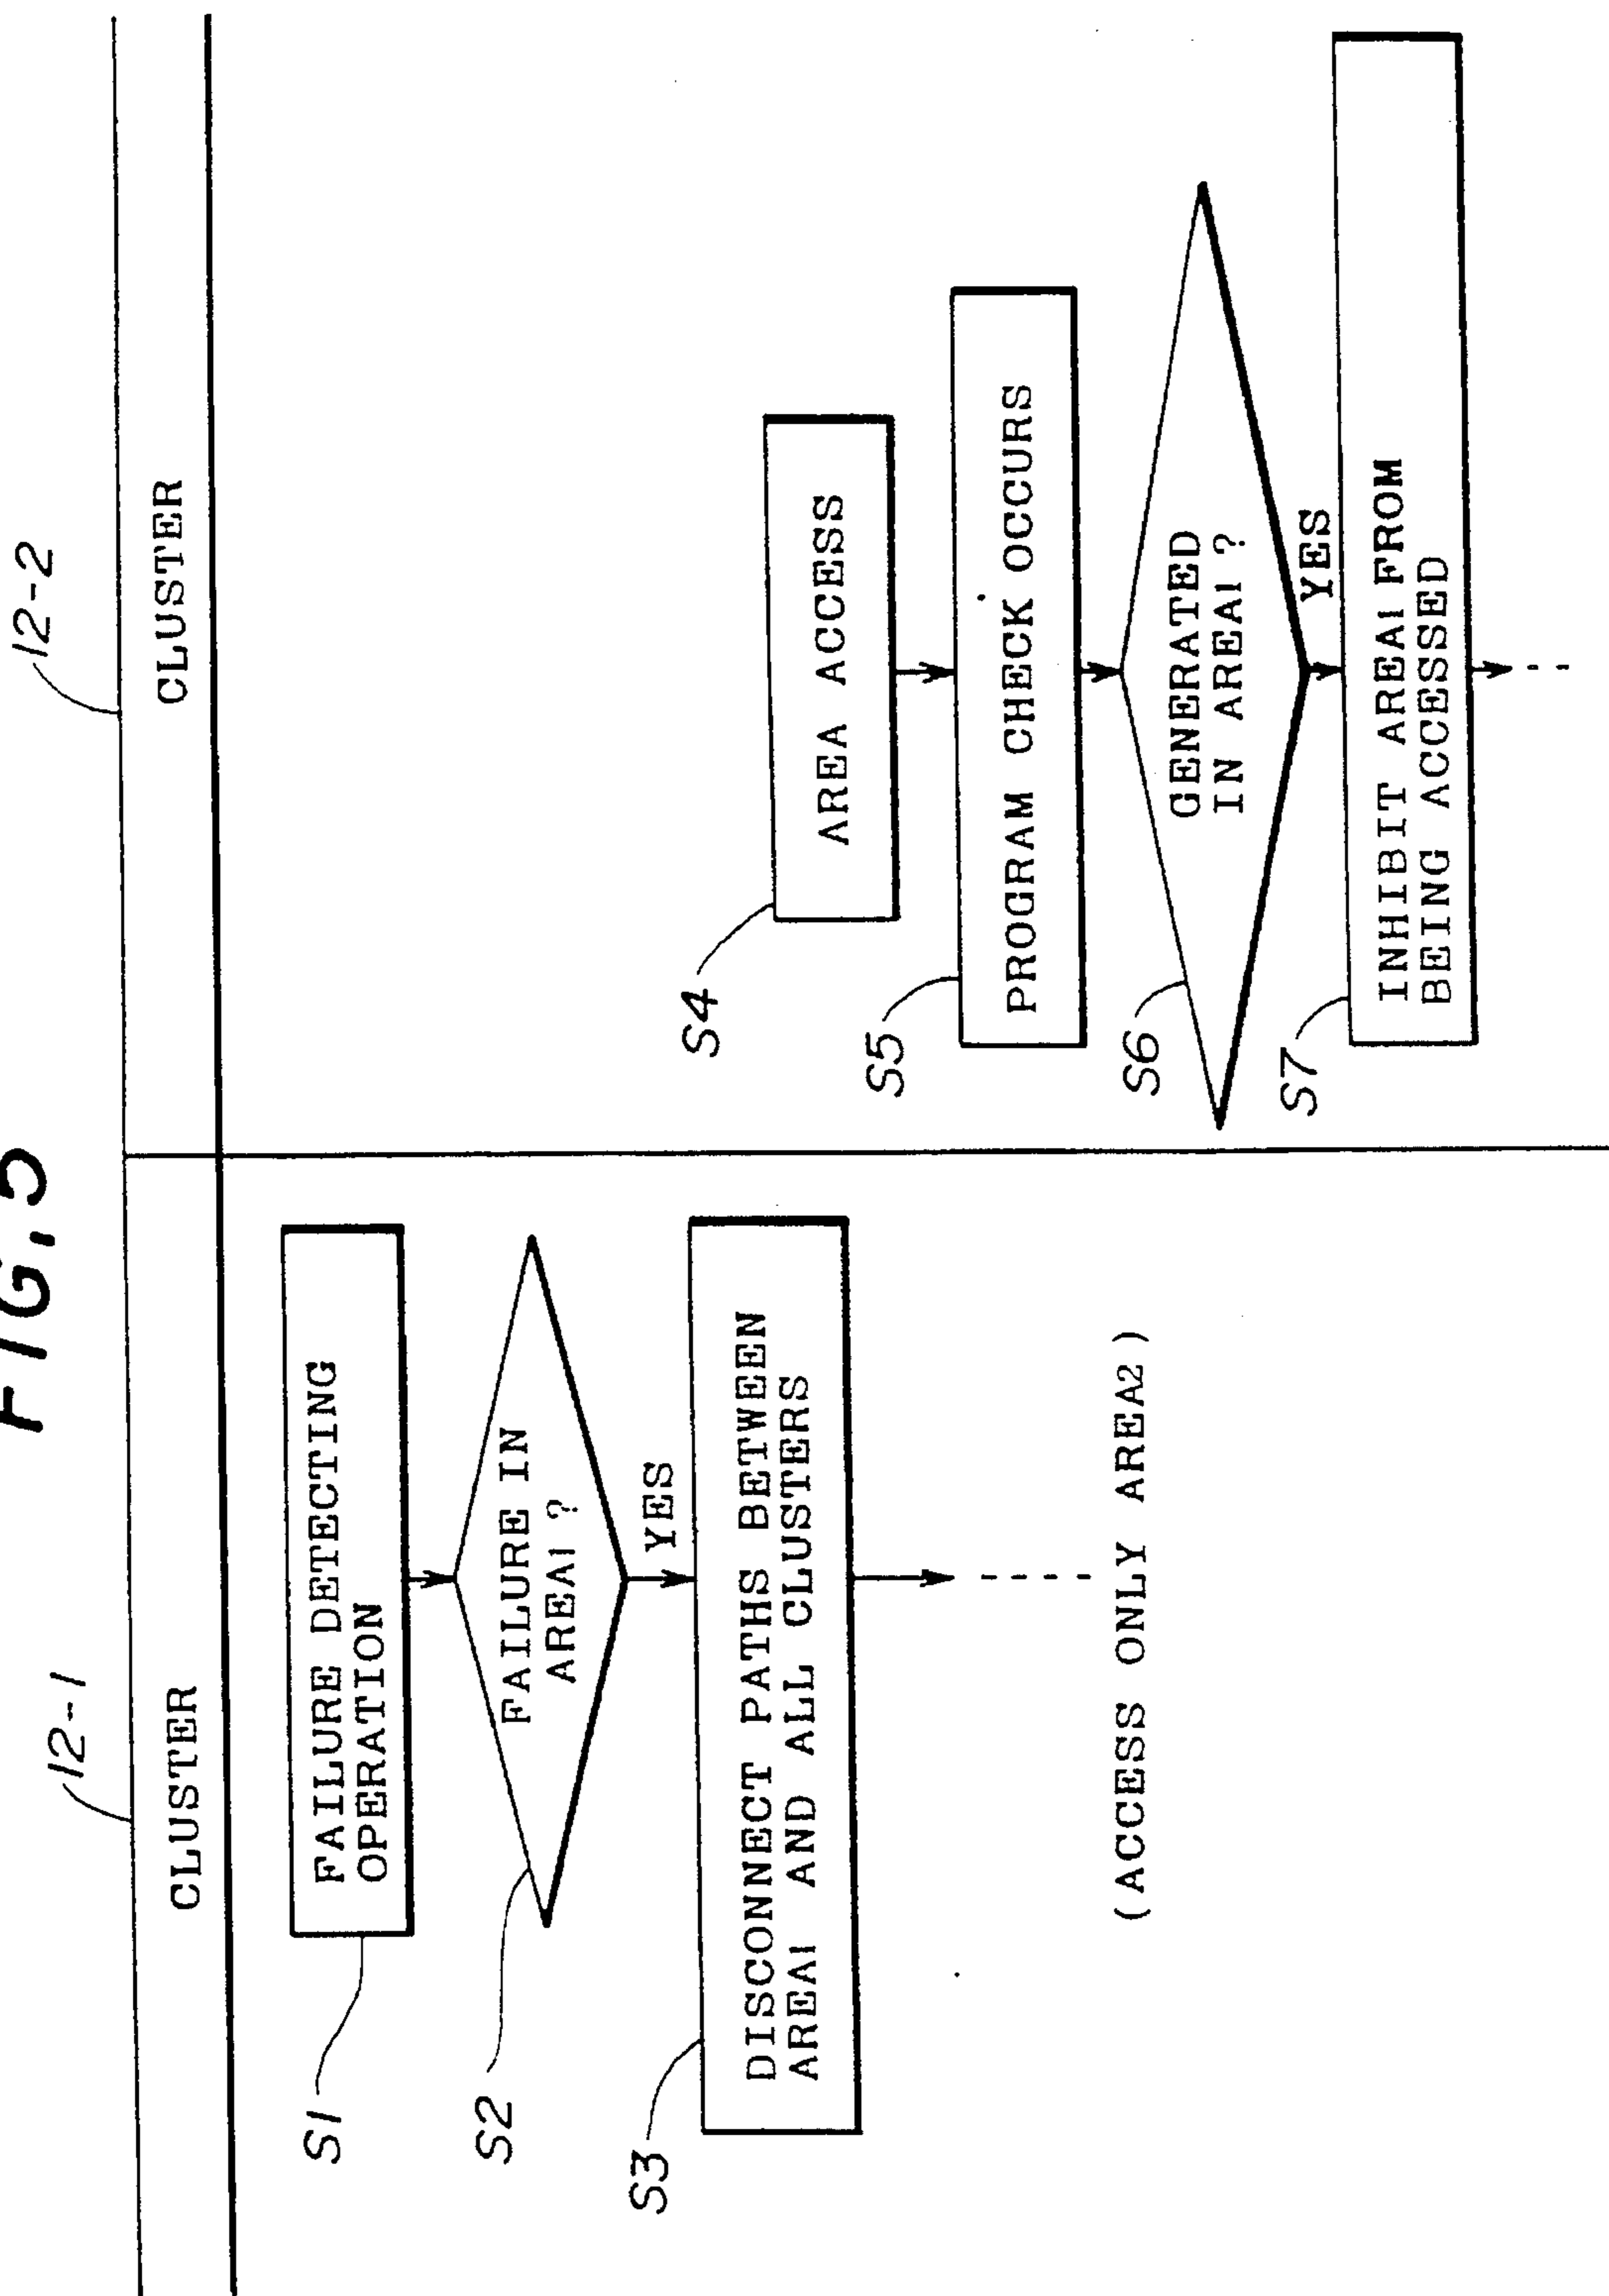 FIG. 5
12-1
CLUSTER
S1
FAILURE DETECTING
OPERATION
S2
FAILURE IN
AREA1 ?
YES
S3
DISCONNECT PATHS BETWEEN
AREA1 AND ALL CLUSTERS
(ACCESS ONLY AREA2)
12-2
CLUSTER
S4
AREA ACCESS
S5
PROGRAM CHECK OCCURS
S6
GENERATED
IN AREA1 ?
YES
S7
INHIBIT AREA1 FROM
BEING ACCESSED